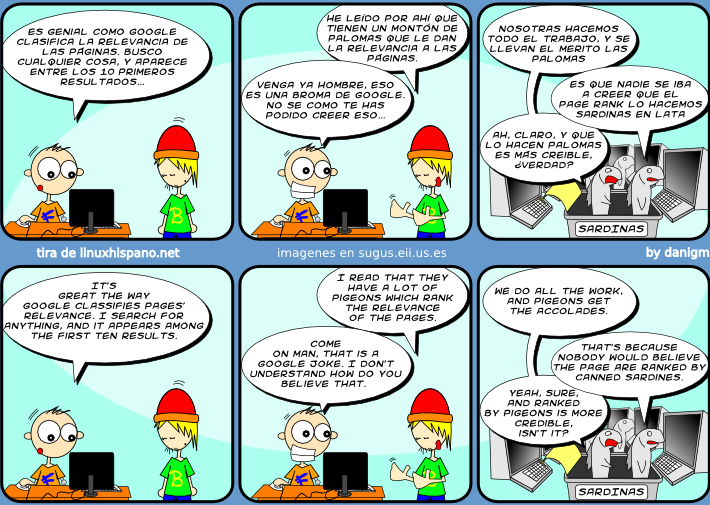 ES GENIAL COMO GOOGLE
CLASIFICA LA RELEVANCIA DE
LAS PÁGINAS. BUSCO
CUALQUIER COSA, Y APARECE
ENTRE LOS 10 PRIMEROS
RESULTADOS...
B
HE LEÍDO POR AHÍ QUE
TIENEN UN MONTÓN DE
PALOMAS QUE LE DAN
LA RELEVANCIA A LAS
PÁGINAS.
VENGA YA HOMBRE, ESO
ES UNA BROMA DE GOOGLE.
NO SE COMO TE HAS
PODIDO CREER ESO...
NOSOTRAS HACEMOS
TODO EL TRABAJO, Y SE
LLEVAN EL MERITO LAS
PALOMAS
ES QUE NADIE SE IBA
A CREER QUE EL
PAGE RANK LO HACEMOS
SARDINAS EN LATA
AH, CLARO, Y QUE
LO HACEN PALOMAS
ES MÁS CREIBLE,
¿VERDAD?
SARDINAS
tira de linuxhispano.net
imagenes en sugus.eii.us.es
by danigm
IT'S
GREAT THE WAY
GOOGLE CLASSIFIES PAGES'
RELEVANCE. I SEARCH FOR
ANYTHING, AND IT APPEARS AMONG
THE FIRST TEN RESULTS.
B
I READ THAT THEY
HAVE A LOT OF
PIGEONS WHICH RANK
THE RELEVANCE
OF THE PAGES.
COME
ON MAN, THAT IS A
GOOGLE JOKE. I DON'T
UNDERSTAND HOW DO YOU
BELIEVE THAT.
WE DO ALL THE WORK,
AND PIGEONS GET
THE ACCOLADES.
THAT'S BECAUSE
NOBODY WOULD BELIEVE
THE PAGE ARE RANKED BY
CANNED SARDINES.
YEAH, SURE,
AND RANKED
BY PIGEONS IS MORE
CREDIBLE,
ISN'T IT?
SARDINAS